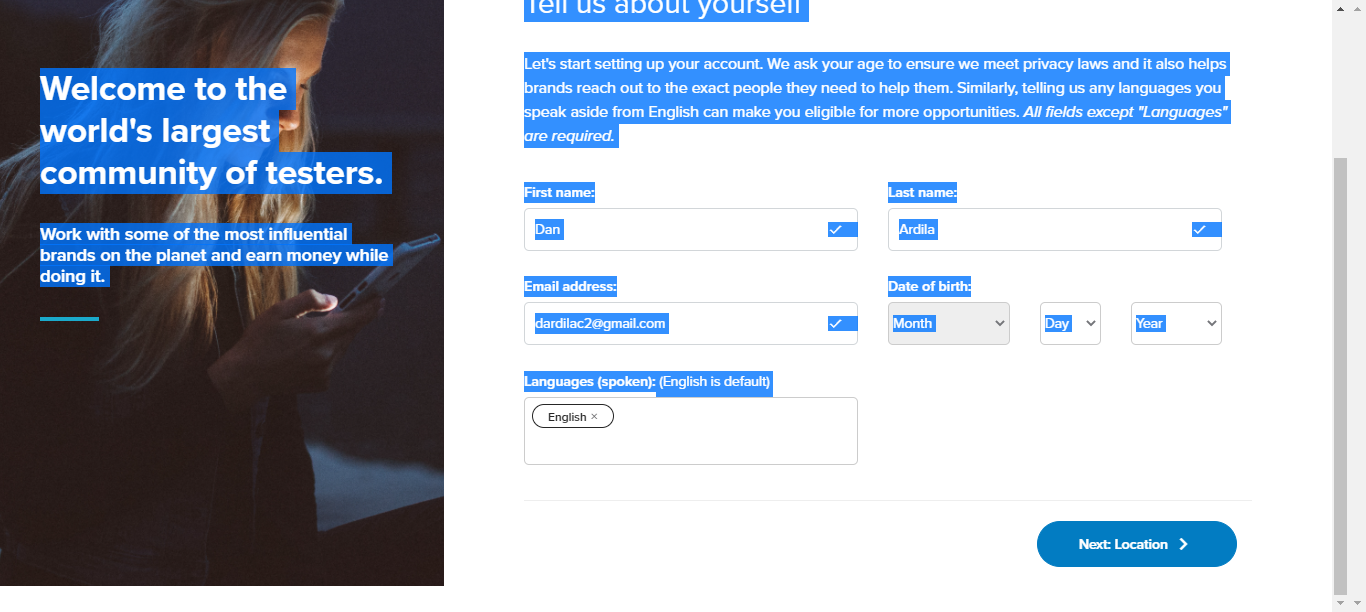 Tell us about yourself
Welcome to the
world's largest
community of testers.
Work with some of the most influential
brands on the planet and earn money while
doing it.
Let's start setting up your account. We ask your age to ensure we meet privacy laws and it also helps
brands reach out to the exact people they need to help them. Similarly, telling us any languages you
speak aside from English can make you eligible for more opportunities. All fields except "Languages"
are required.
First name:
Last name:
Dan
Ardila
Email address:
Date of birth:
dardilac2@gmail.com
Month
Day
Year
Languages (spoken): (English is default)
English ×
Next: Location